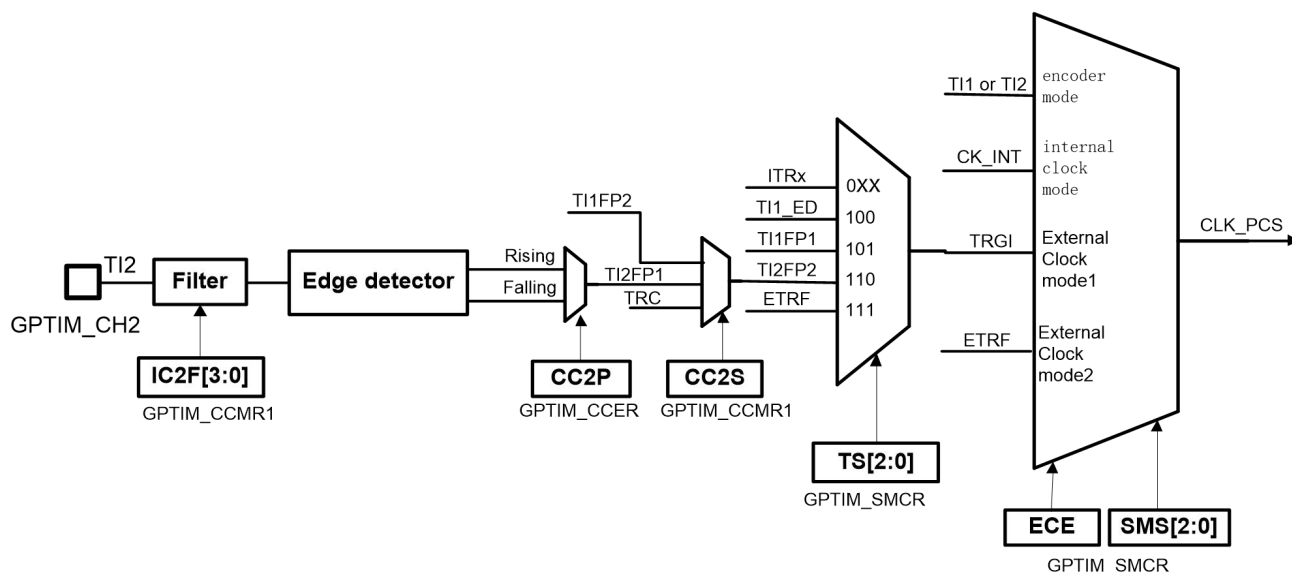 TI2
GPTIM_CH2
Filter
IC2F[3:0]
GPTIM_CCMR1
Edge detector
Rising
Falling
CC2P
GPTIM_CCER
TI1FP2
TI2FP1
TRC
CC2S
GPTIM_CCMR1
ITRx
TI1_ED
TI1FP1
TI2FP2
ETRF
0XX
100
101
110
111
TS[2:0]
GPTIM_SMCR
TI1 or TI2
encoder
mode
CK_INT
internal
clock
mode
TRGI
External
Clock
mode1
ETRF
External
Clock
mode2
CLK_PCS
ECE
SMS[2:0]
GPTIM SMCR